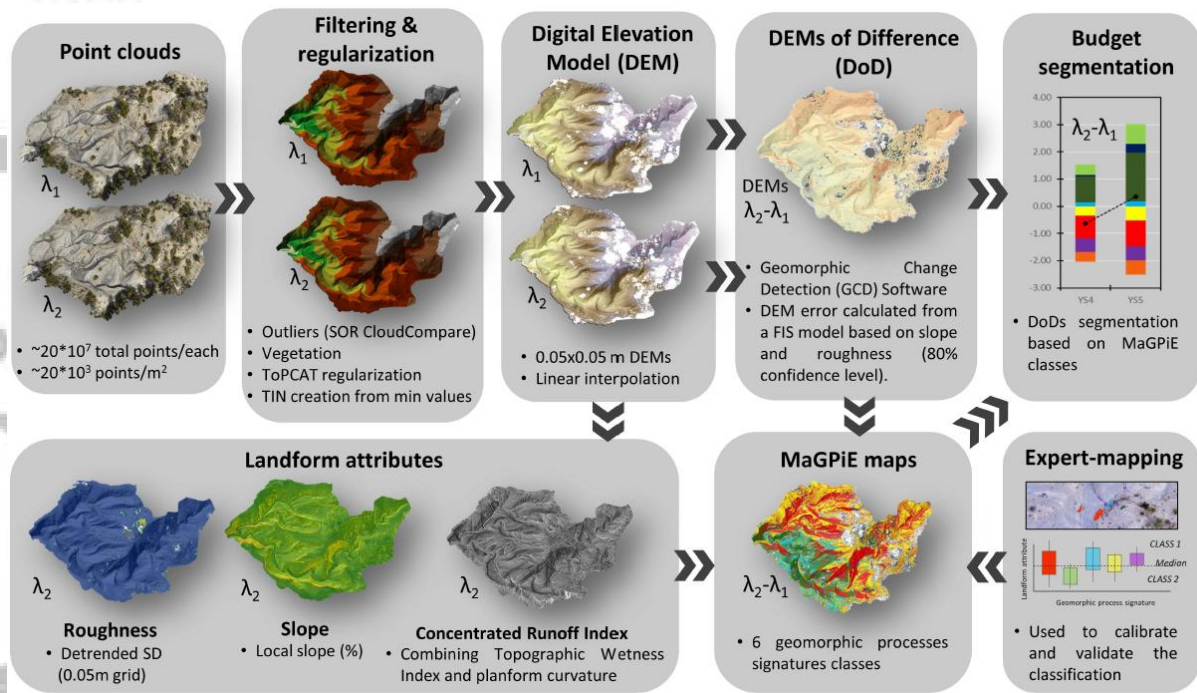 Point clouds
λ1
λ2
• ~20*10⁷ total points/each
• ~20*10³ points/m²
Filtering &
regularization
λ1
λ2
• Outliers (SOR CloudCompare)
• Vegetation
• ToPCAT regularization
• TIN creation from min values
Digital Elevation
Model (DEM)
λ1
λ2
• 0.05x0.05 m DEMs
• Linear interpolation
DEMs of Difference
(DoD)
DEMs
λ2-λ1
• Geomorphic Change
Detection (GCD) Software
• DEM error calculated from
a FIS model based on slope
and roughness (80%
confidence level).
Budget
segmentation
4.00
3.00
2.00
1.00
0.00
-1.00
-2.00
-3.00
λ2-λ1
YS4 YS5
• DoDs segmentation
based on MaGPiE
classes
Landform attributes
λ2
Roughness
• Detrended SD
(0.05m grid)
λ2
Slope
• Local slope (%)
λ2
Concentrated Runoff Index
• Combining Topographic Wetness
Index and planform curvature
MaGPiE maps
λ2-λ1
• 6 geomorphic processes
signatures classes
Expert-mapping
Landform attribute
CLASS 1
Median
CLASS 2
Geomorphic process signature
• Used to calibrate
and validate the
classification